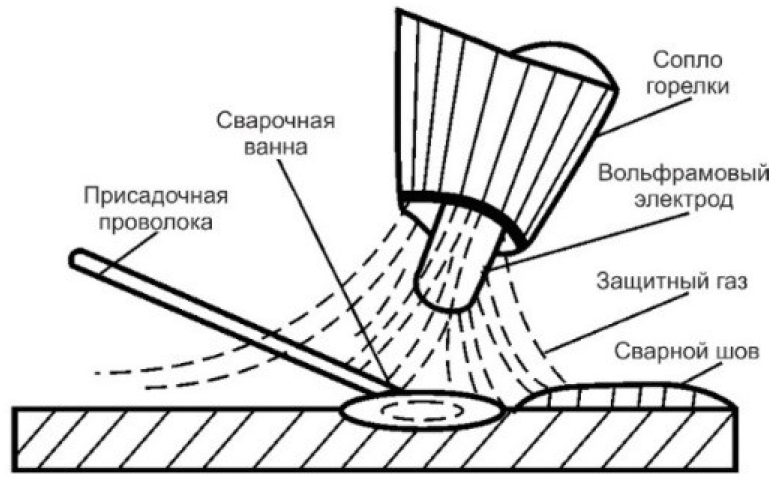 Сопло
горелки
Сварочная
ванна
Вольфрамовый
электрод
Присадочная
проволока
Защитный газ
Сварной шов